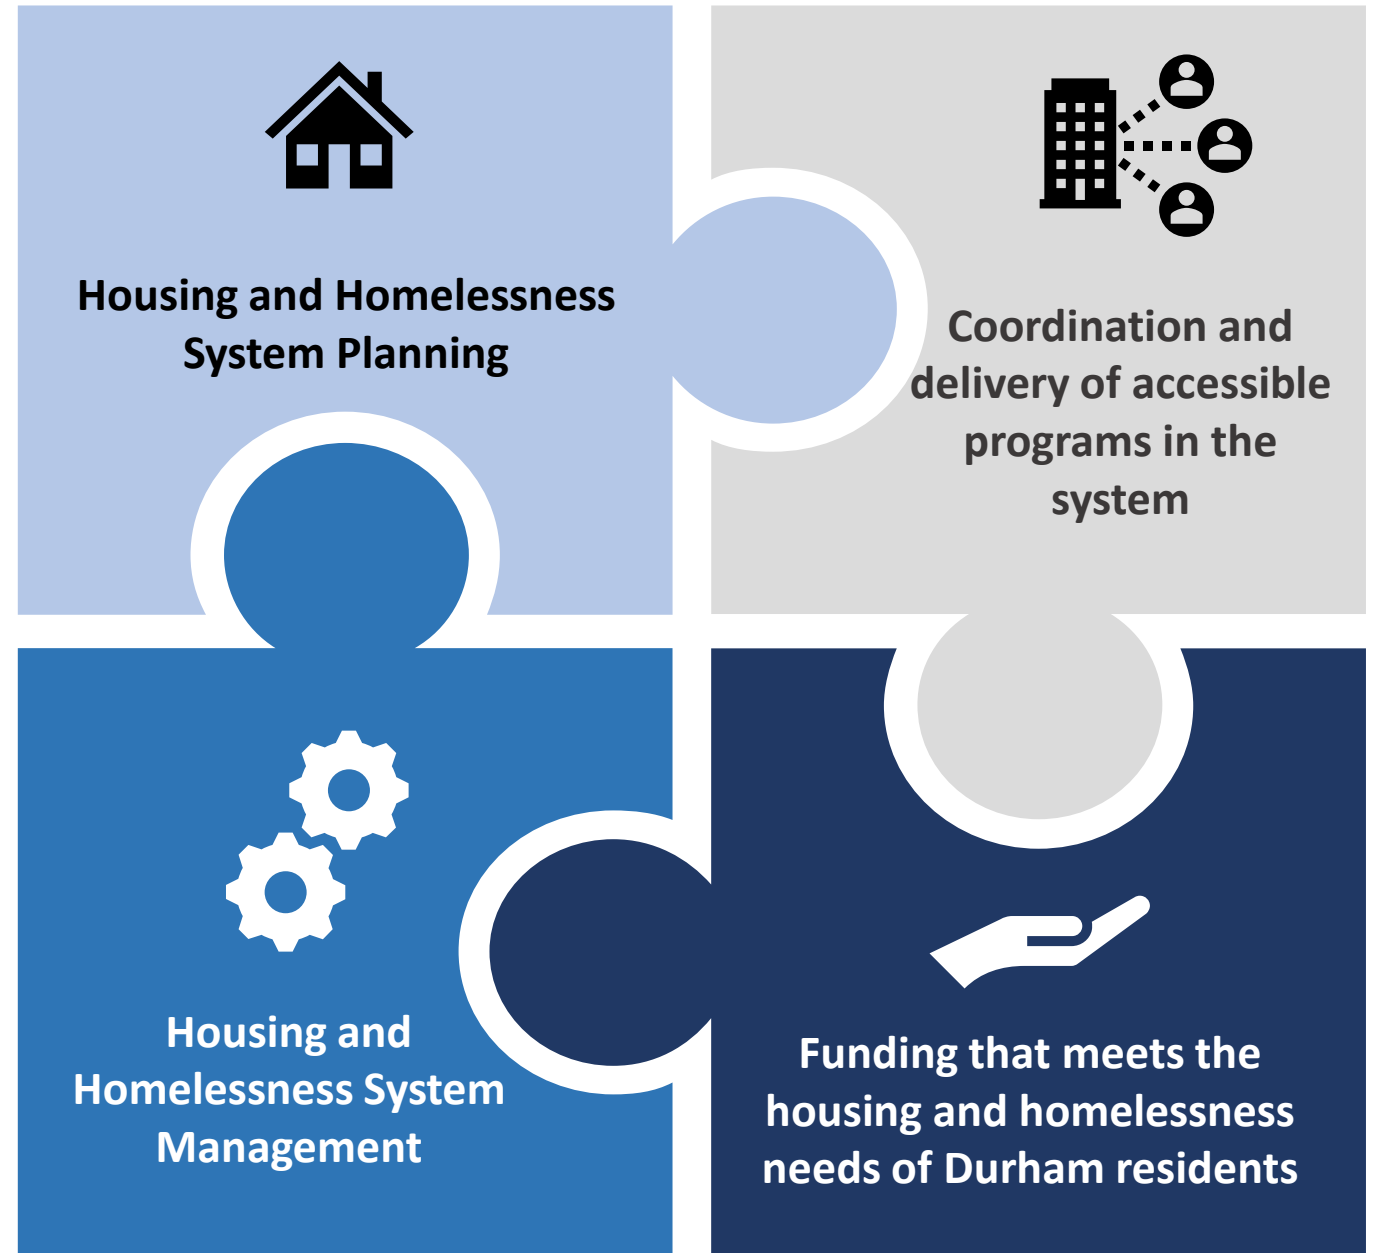 Housing and Homelessness
System Planning
Coordination and
delivery of accessible
programs in the
system
Housing and
Homelessness System
Management
Funding that meets the
housing and homelessness
needs of Durham residents